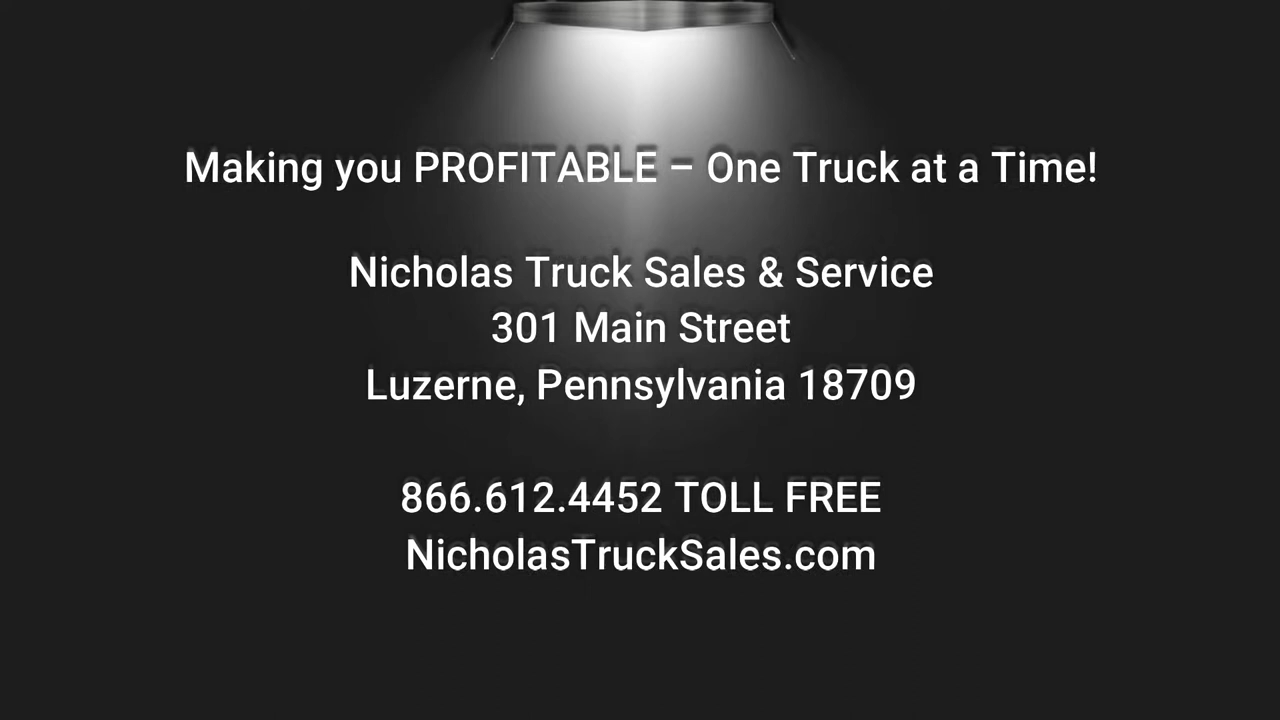 Making you PROFITABLE – One Truck at a Time!
Nicholas Truck Sales & Service
301 Main Street
Luzerne, Pennsylvania 18709
866.612.4452 TOLL FREE
NicholasTruckSales.com